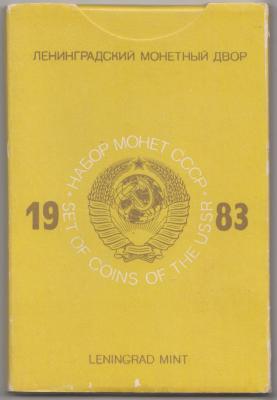 ЛЕНИНГРАДСКИЙ МОНЕТНЫЙ ДВОР
• НАБОР МОНЕТ СССР •
19 83
SET OF COINS OF THE USSR
LENINGRAD MINT